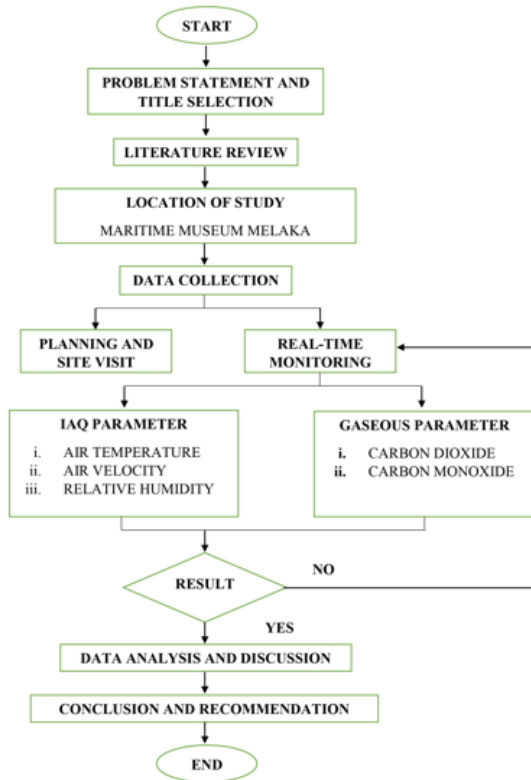 START
PROBLEM STATEMENT AND
TITLE SELECTION
LITERATURE REVIEW
LOCATION OF STUDY
MARITIME MUSEUM MELAKA
DATA COLLECTION
PLANNING AND
SITE VISIT
REAL-TIME
MONITORING
IAQ PARAMETER
i. AIR TEMPERATURE
ii. AIR VELOCITY
iii. RELATIVE HUMIDITY
GASEOUS PARAMETER
i. CARBON DIOXIDE
ii. CARBON MONOXIDE
RESULT
NO
YES
DATA ANALYSIS AND DISCUSSION
CONCLUSION AND RECOMMENDATION
END